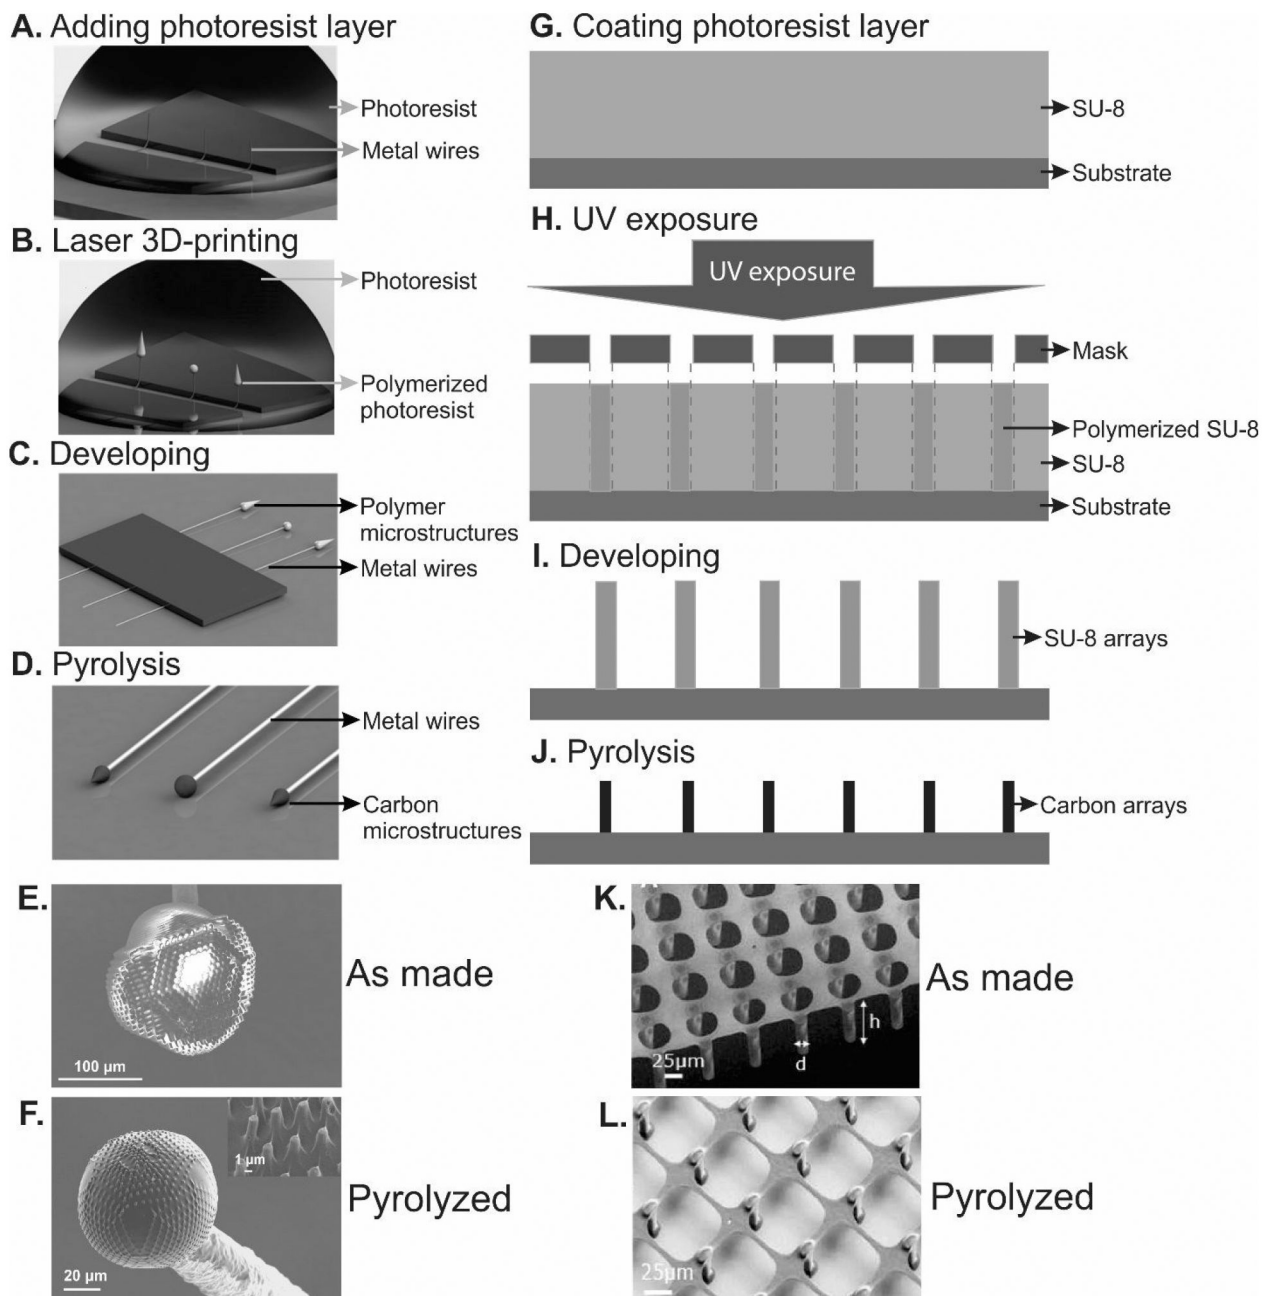 A. Adding photoresist layer
Photoresist
Metal wires
B. Laser 3D-printing
Photoresist
Polymerized
photoresist
C. Developing
Polymer
microstructures
Metal wires
D. Pyrolysis
Metal wires
Carbon
microstructures
E.
As made
100 µm
F.
1 µm
Pyrolyzed
20 µm
G. Coating photoresist layer
SU-8
Substrate
H. UV exposure
UV exposure
Mask
Polymerized SU-8
SU-8
Substrate
I. Developing
SU-8 arrays
J. Pyrolysis
Carbon arrays
K.
As made
h
d
25µm
L.
Pyrolyzed
25µm